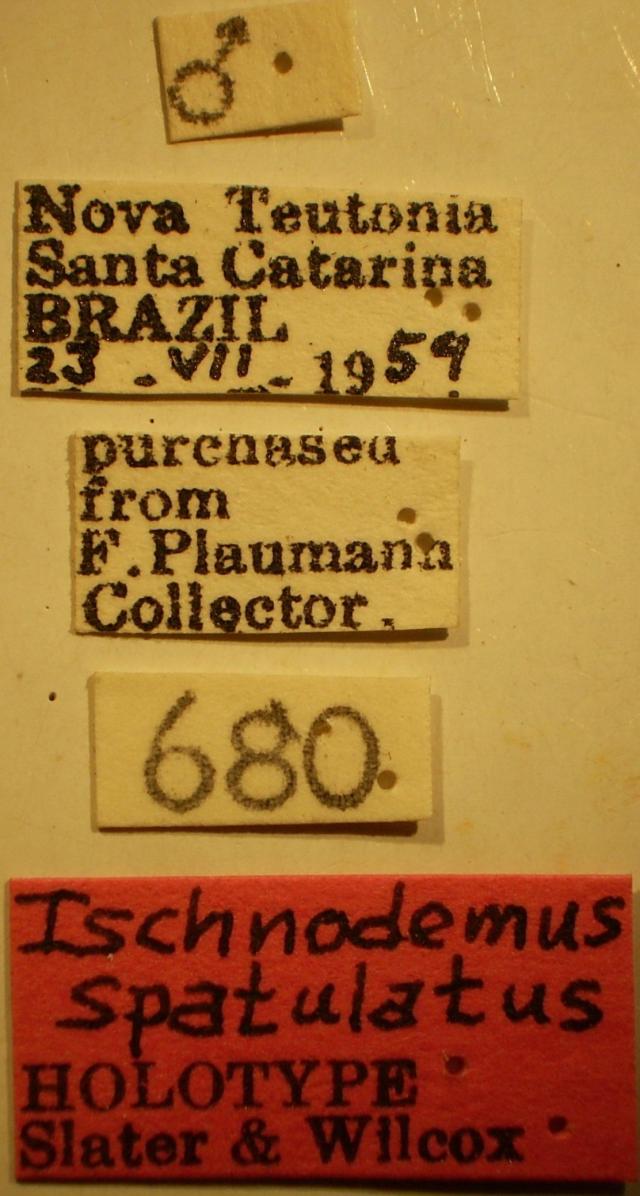 ♂
Nova Teutonia
Santa Catarina
BRAZIL
23 - VII - 1959
purchased
from
F. Plaumann
Collector.
680
Ischnodemus
spatulatus
HOLOTYPE
Slater & Wilcox